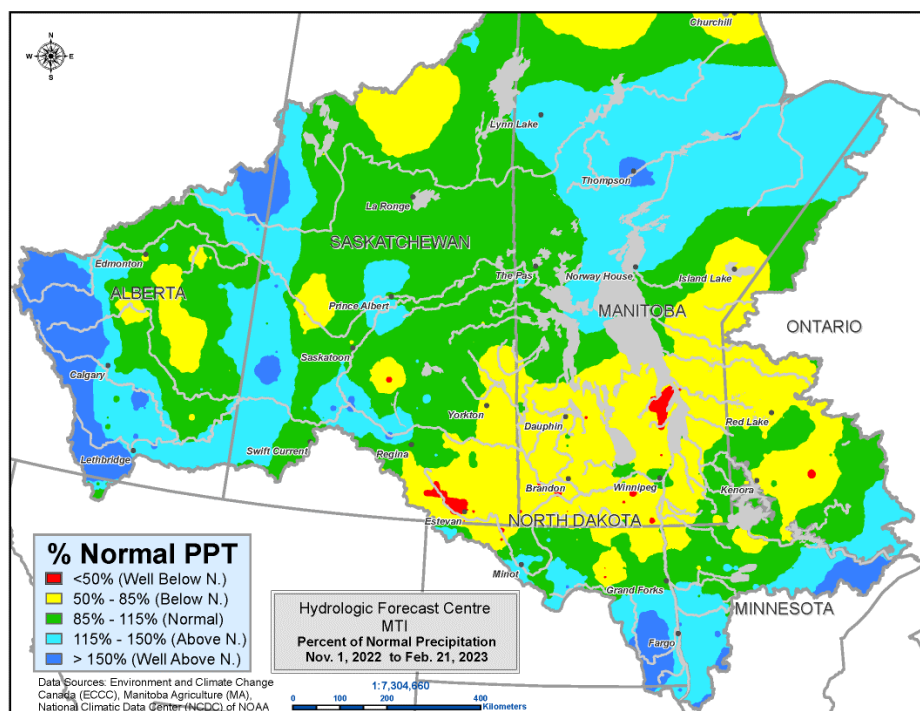 Churchill
N
W E
S
Lynn Lake
Thompson
La Ronge
SASKATCHEWAN
Edmonton
The Pas
Norway House
Island Lake
ALBERTA
Prince Albert
MANITOBA
ONTARIO
Saskatoon
Calgary
Yorkton
Dauphin
Red Lake
Lethbridge
Swift Current
Regina
Brandon
Winnipeg
Kenora
Estevan
NORTH DAKOTA
Minot
Grand Forks
MINNESOTA
Fargo
% Normal PPT
<50% (Well Below N.)
50% - 85% (Below N.)
85% - 115% (Normal)
115% - 150% (Above N.)
> 150% (Well Above N.)
Hydrologic Forecast Centre
MTI
Percent of Normal Precipitation
Nov. 1, 2022 to Feb. 21, 2023
Data Sources: Environment and Climate Change
Canada (ECCC), Manitoba Agriculture (MA),
National Climatic Data Center (NCDC) of NOAA
1:7,304,660
0 100 200 400
Kilometers